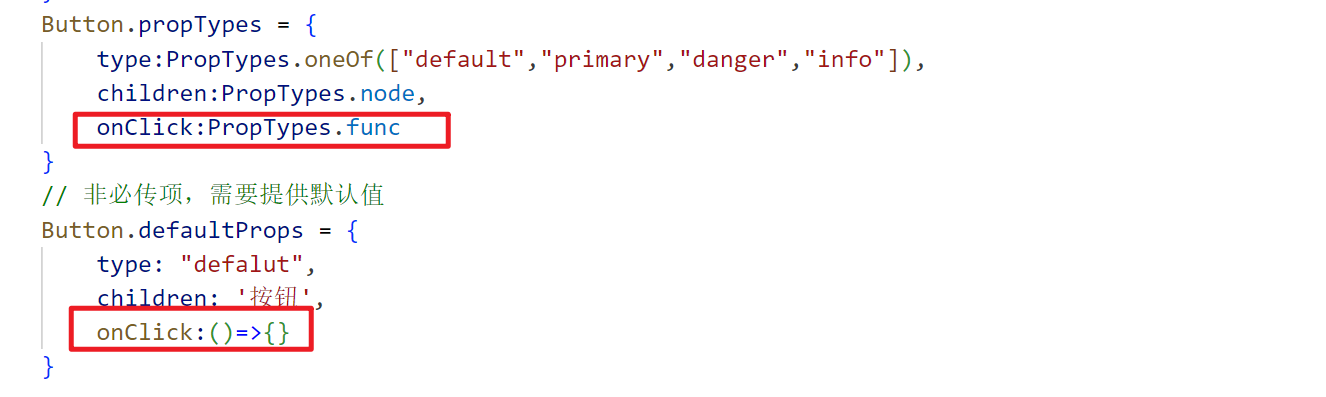 }
Button.propTypes = {
type:PropTypes.oneOf(["default","primary","danger","info"]),
children:PropTypes.node,
onClick:PropTypes.func
}
// 非必传项，需要提供默认值
Button.defaultProps = {
type: "defalut",
children: '按钮',
onClick:()=>{}
}